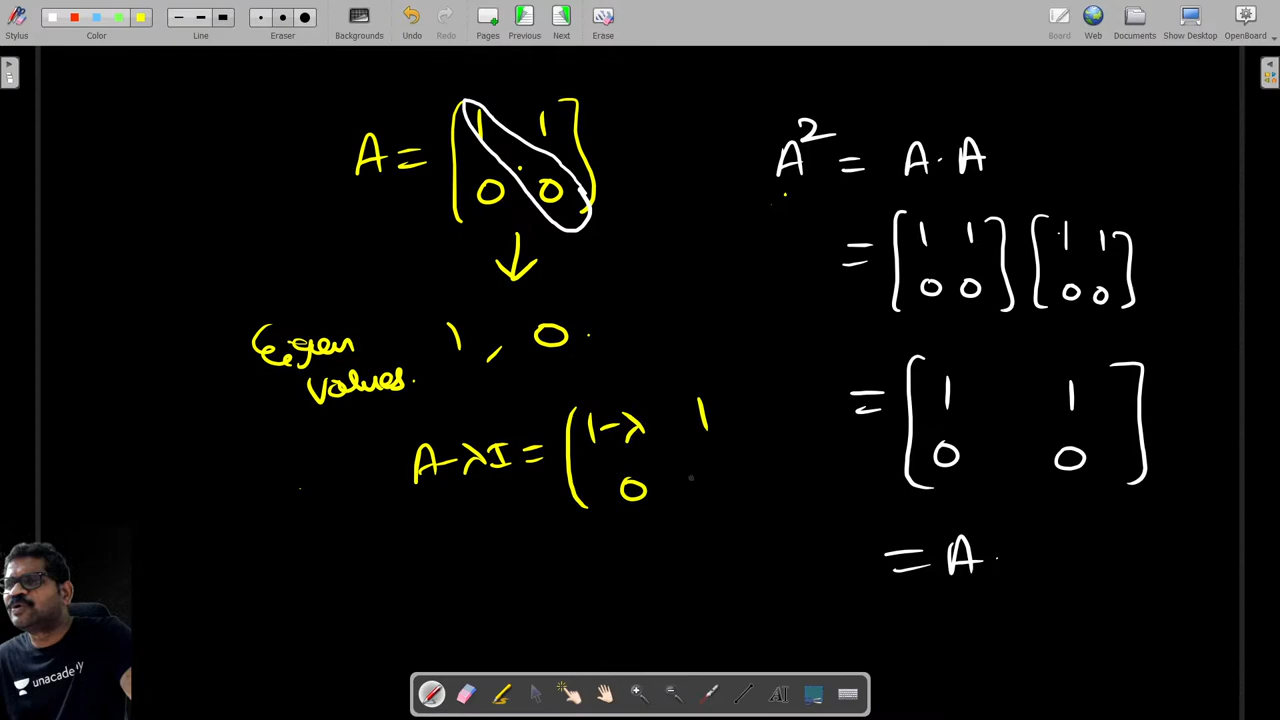 Stylus Color Line Eraser Backgrounds Undo Redo Pages Previous Next Erase Board Web Documents Show Desktop OpenBoard
A = [1 1
0 0]
↓
Eigen values. 1, 0.
A-λI = (1-λ 1
0
A² = A·A
= [1 1 [1 1
0 0] 0 0]
= [1 1
0 0]
= A.
unacademy